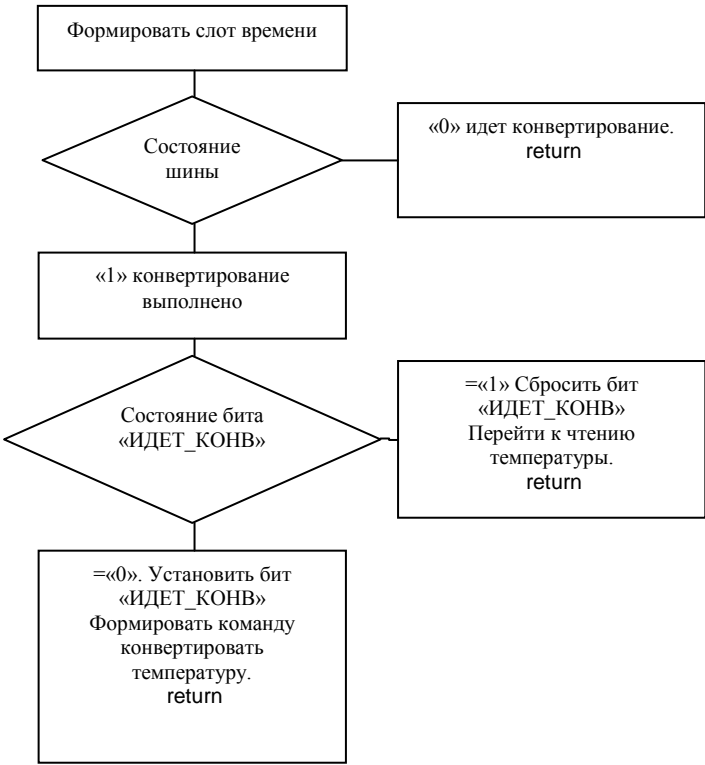 Формировать слот времени
Состояние
шины
«0» идет конвертирование.
return
«1» конвертирование
выполнено
Состояние бита
«ИДЕТ_КОНВ»
=«1» Сбросить бит
«ИДЕТ_КОНВ»
Перейти к чтению
температуры.
return
=«0». Установить бит
«ИДЕТ_КОНВ»
Формировать команду
конвертировать
температуру.
return